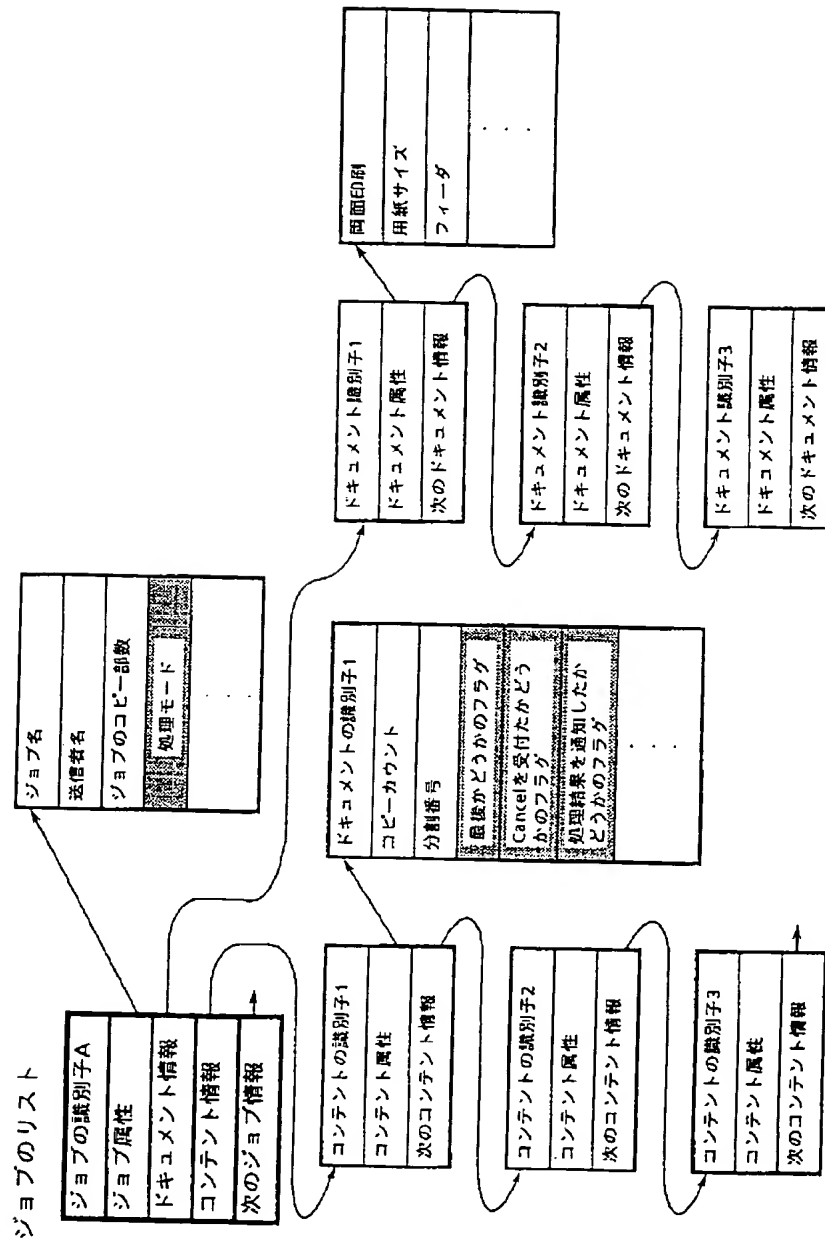 ジョブのリスト
ジョブの識別子A
ジョブ属性
ドキュメント情報
コンテント情報
次のジョブ情報
ジョブ名
送信者名
ジョブのコピー部数
処理モード
. . .
コンテントの識別子1
コンテント属性
次のコンテント情報
コンテントの識別子2
コンテント属性
次のコンテント情報
コンテントの識別子3
コンテント属性
次のコンテント情報
ドキュメントの識別子1
コピーカウント
分割番号
最後かどうかのフラグ
Cancelを受付たかどう
かのフラグ
処理結果を通知したか
どうかのフラグ
. . .
ドキュメント識別子1
ドキュメント属性
次のドキュメント情報
ドキュメント識別子2
ドキュメント属性
次のドキュメント情報
ドキュメント識別子3
ドキュメント属性
次のドキュメント情報
両面印刷
用紙サイズ
フィーダ
. . .